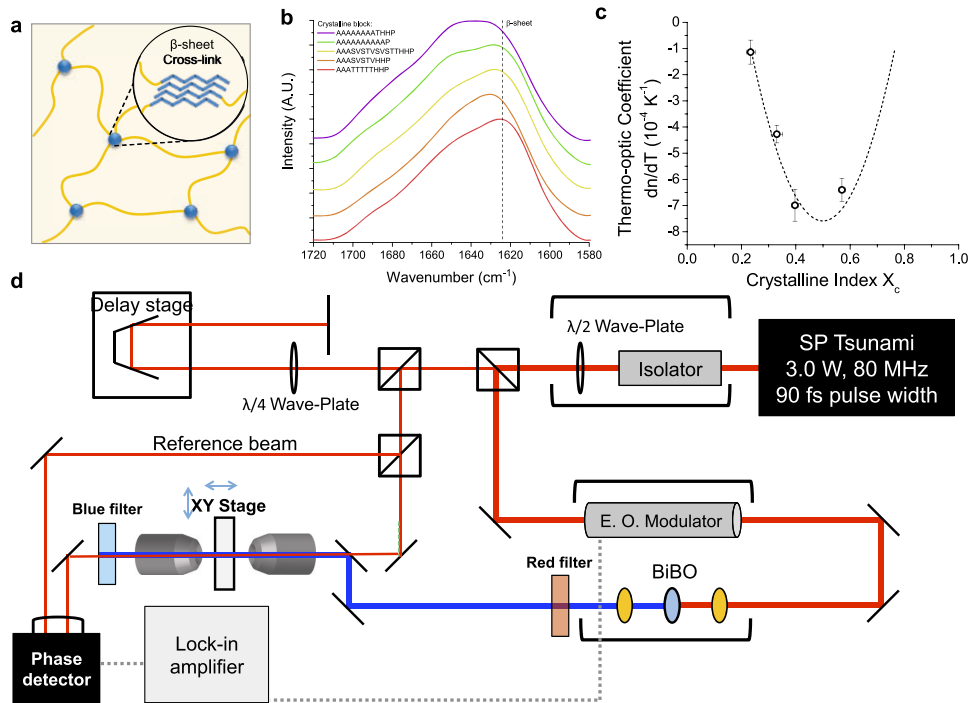 a
β-sheet
Cross-link
b
Crystalline block:
AAAAAAAATHHP
AAAAAAAAAAP
AAASVSTVSVSTTHHP
AAASVSTVHHP
AAATTTTTHHP
β-sheet
Intensity (A.U.)
1720 1700 1680 1660 1640 1620 1600 1580
Wavenumber (cm⁻¹)
c
Thermo-optic Coefficient
dn/dT (10⁻⁴ K⁻¹)
0
-1
-2
-3
-4
-5
-6
-7
-8
0.0 0.2 0.4 0.6 0.8 1.0
Crystalline Index Xc
d
Delay stage
λ/4 Wave-Plate
λ/2 Wave-Plate
Isolator
SP Tsunami
3.0 W, 80 MHz
90 fs pulse width
Reference beam
XY Stage
Blue filter
E. O. Modulator
Red filter
BiBO
Phase
detector
Lock-in
amplifier